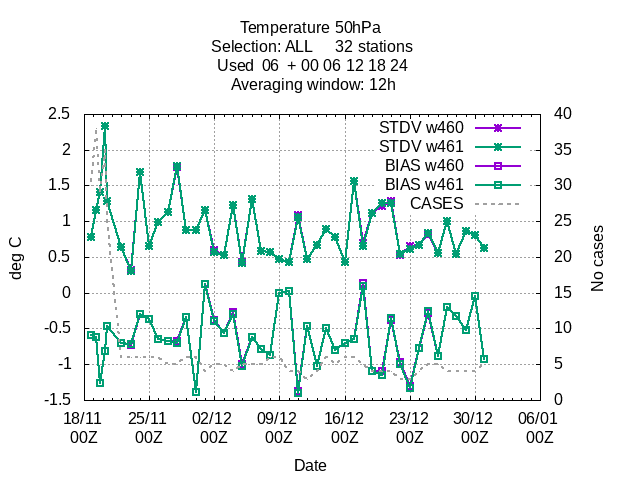 Temperature 50hPa
Selection: ALL     32 stations
Used  06  + 00 06 12 18 24
Averaging window: 12h
STDV w460
STDV w461
BIAS w460
BIAS w461
CASES
deg C
2.5
2
1.5
1
0.5
0
-0.5
-1
-1.5
No cases
40
35
30
25
20
15
10
5
0
18/11 25/11 02/12 09/12 16/12 23/12 30/12 06/01
00Z 00Z 00Z 00Z 00Z 00Z 00Z 00Z
Date